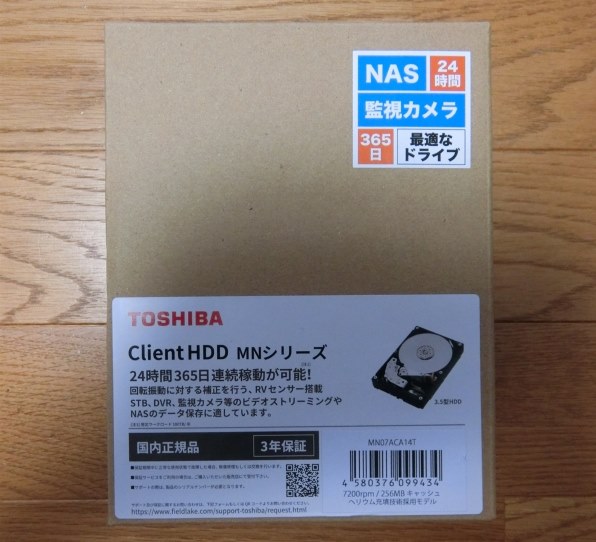 NAS 24時間
監視カメラ
365日 最適なドライブ
TOSHIBA
Client HDD MNシリーズ
24時間365日連続稼動が可能!
回転振動に対する補正を行う、RVセンサー搭載
STB、DVR、監視カメラ等のビデオストリーミングや
NASのデータ保存に適しています。
3.5型HDD
国内正規品 3年保証
MN07ACA14T
4 580376 099434
7200rpm / 256MB キャッシュ
ヘリウム充填技術採用モデル
https://www.fieldlake.com/support-toshiba/request.html